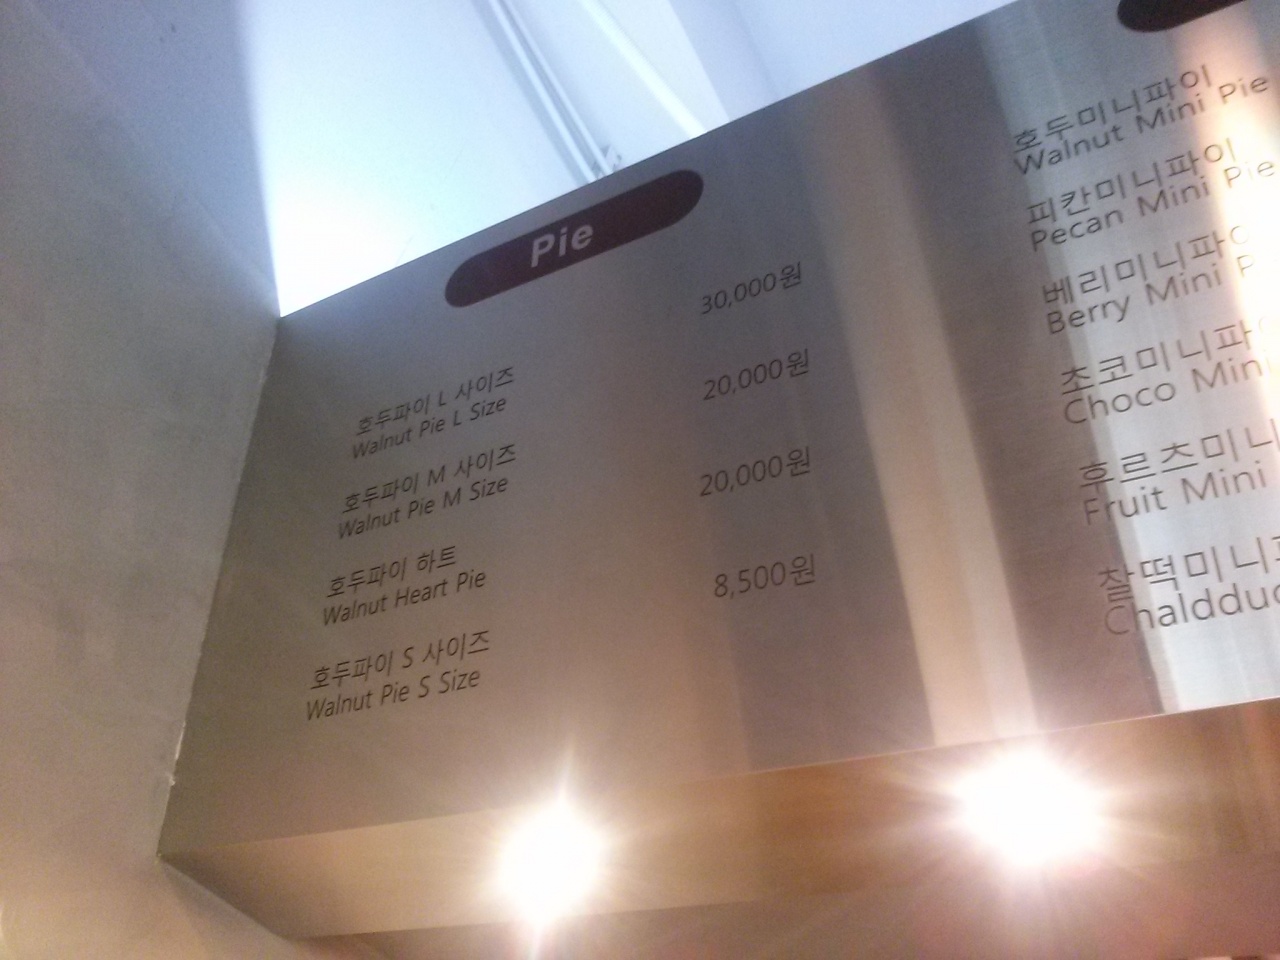 Pie
호두파이 L 사이즈 30,000원
Walnut Pie L Size
호두파이 M 사이즈 20,000원
Walnut Pie M Size
호두파이 하트 20,000원
Walnut Heart Pie
호두파이 S 사이즈 8,500원
Walnut Pie S Size
호두미니파이
Walnut Mini Pie
피칸미니파이
Pecan Mini Pie
베리미니파이
Berry Mini
초코미니파
Choco Mini
후르츠미니
Fruit Mini
찰떡미니